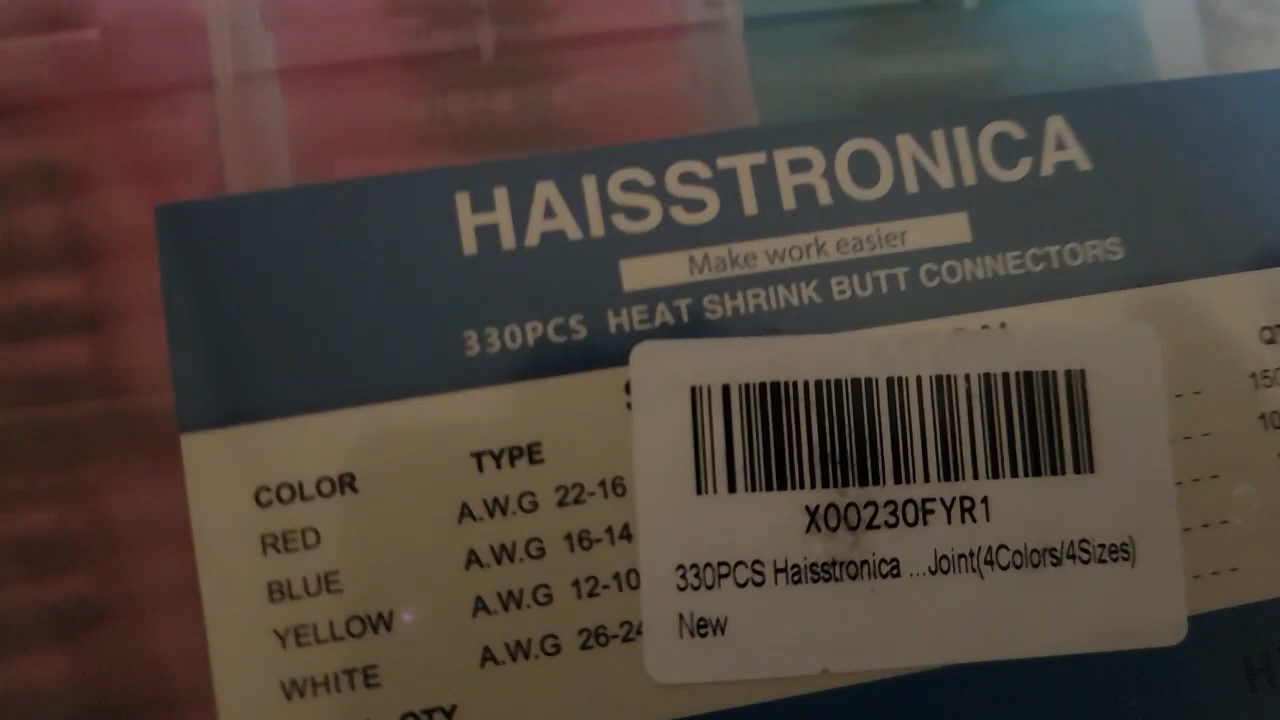 HAISSTRONICA
Make work easier
330PCS HEAT SHRINK BUTT CONNECTORS
COLOR TYPE
RED A.W.G 22-16
BLUE A.W.G 16-14
YELLOW A.W.G 12-10
WHITE A.W.G 26-24
QTY
X00230FYR1
330PCS Haisstronica ...Joint(4Colors/4Sizes)
New